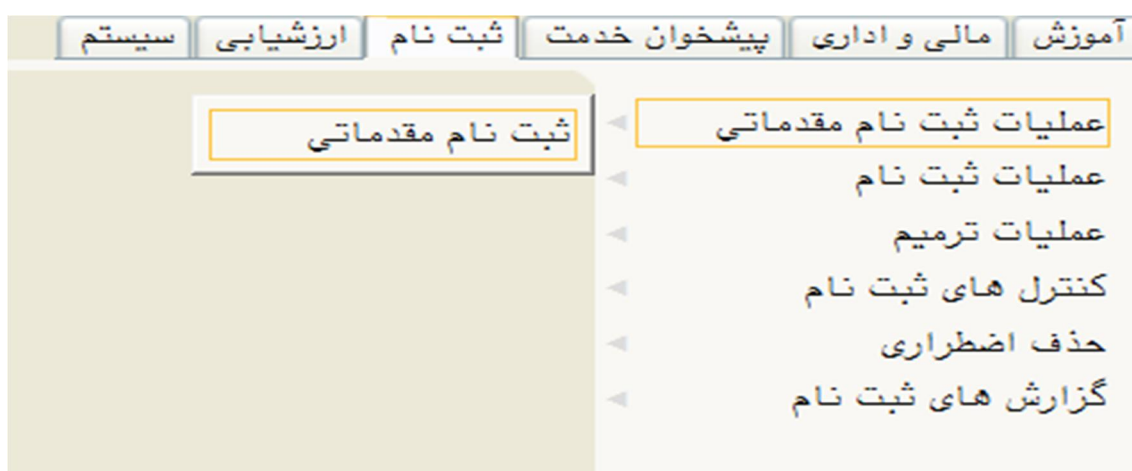 آموزش مالی و اداری پیشخوان خدمت ثبت نام ارزشیابی سیستم
عملیات ثبت نام مقدماتی
ثبت نام مقدماتی
عملیات ثبت نام
عملیات ترمیم
کنترل های ثبت نام
حذف اضطراری
گزارش های ثبت نام